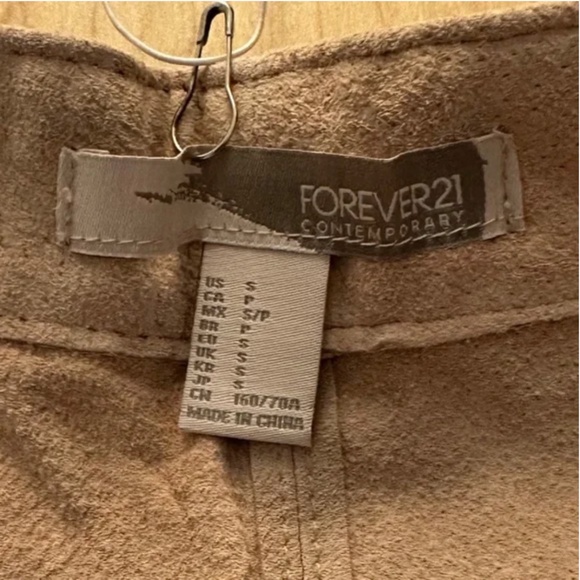 FOREVER21
CONTEMPORARY
US S
CA P
MX S/P
BR P
EU S
UK S
KR S
JP S
CN 160/70A
MADE IN CHINA